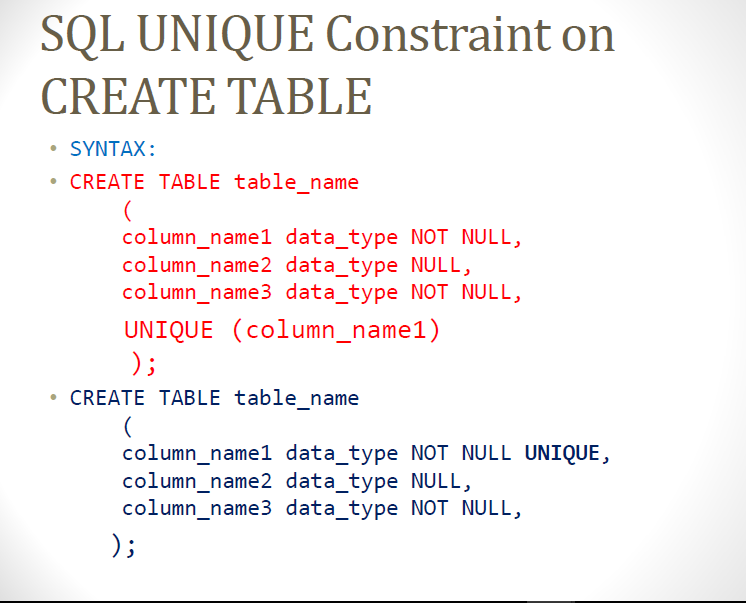 SQL UNIQUE Constraint on
CREATE TABLE
• SYNTAX:
• CREATE TABLE table_name
(
column_name1 data_type NOT NULL,
column_name2 data_type NULL,
column_name3 data_type NOT NULL,
UNIQUE (column_name1)
);
• CREATE TABLE table_name
(
column_name1 data_type NOT NULL UNIQUE,
column_name2 data_type NULL,
column_name3 data_type NOT NULL,
);